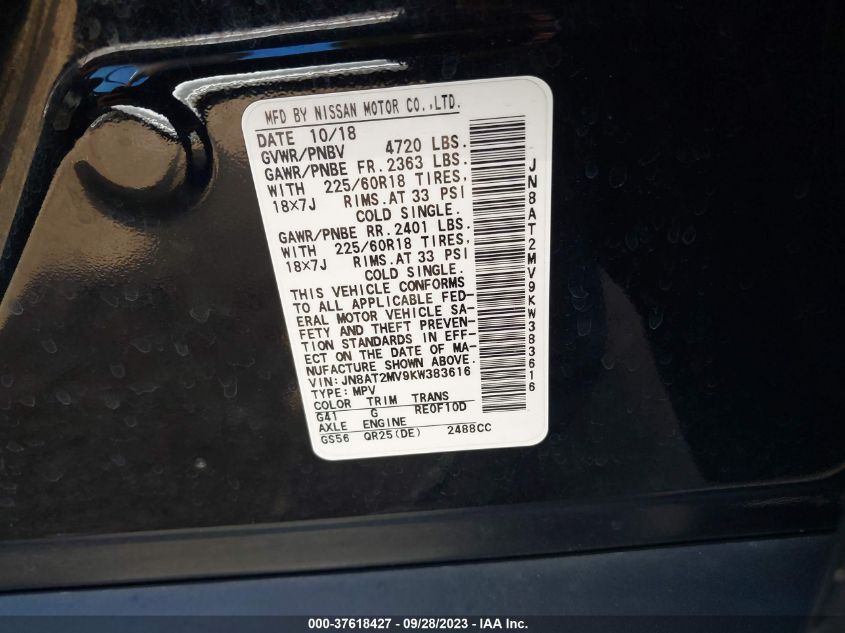 MFD BY NISSAN MOTOR CO.,LTD.
DATE 10/18
GVWR/PNBV 4720 LBS.
GAWR/PNBE FR.2363 LBS.
WITH 225/60R18 TIRES,
18X7J RIMS.AT 33 PSI
COLD SINGLE.
GAWR/PNBE RR.2401 LBS.
WITH 225/60R18 TIRES,
18X7J RIMS.AT 33 PSI
COLD SINGLE.
THIS VEHICLE CONFORMS
TO ALL APPLICABLE FED-
ERAL MOTOR VEHICLE SA-
FETY AND THEFT PREVEN-
TION STANDARDS IN EFF-
ECT ON THE DATE OF MA-
NUFACTURE SHOWN ABOVE.
VIN:JN8AT2MV9KW383616
TYPE:MPV
COLOR TRIM TRANS
G41 G RE0F10D
AXLE ENGINE
GS56 QR25(DE) 2488CC
JN8AT2MV9KW383616
000-37618427 - 09/28/2023 - IAA Inc.